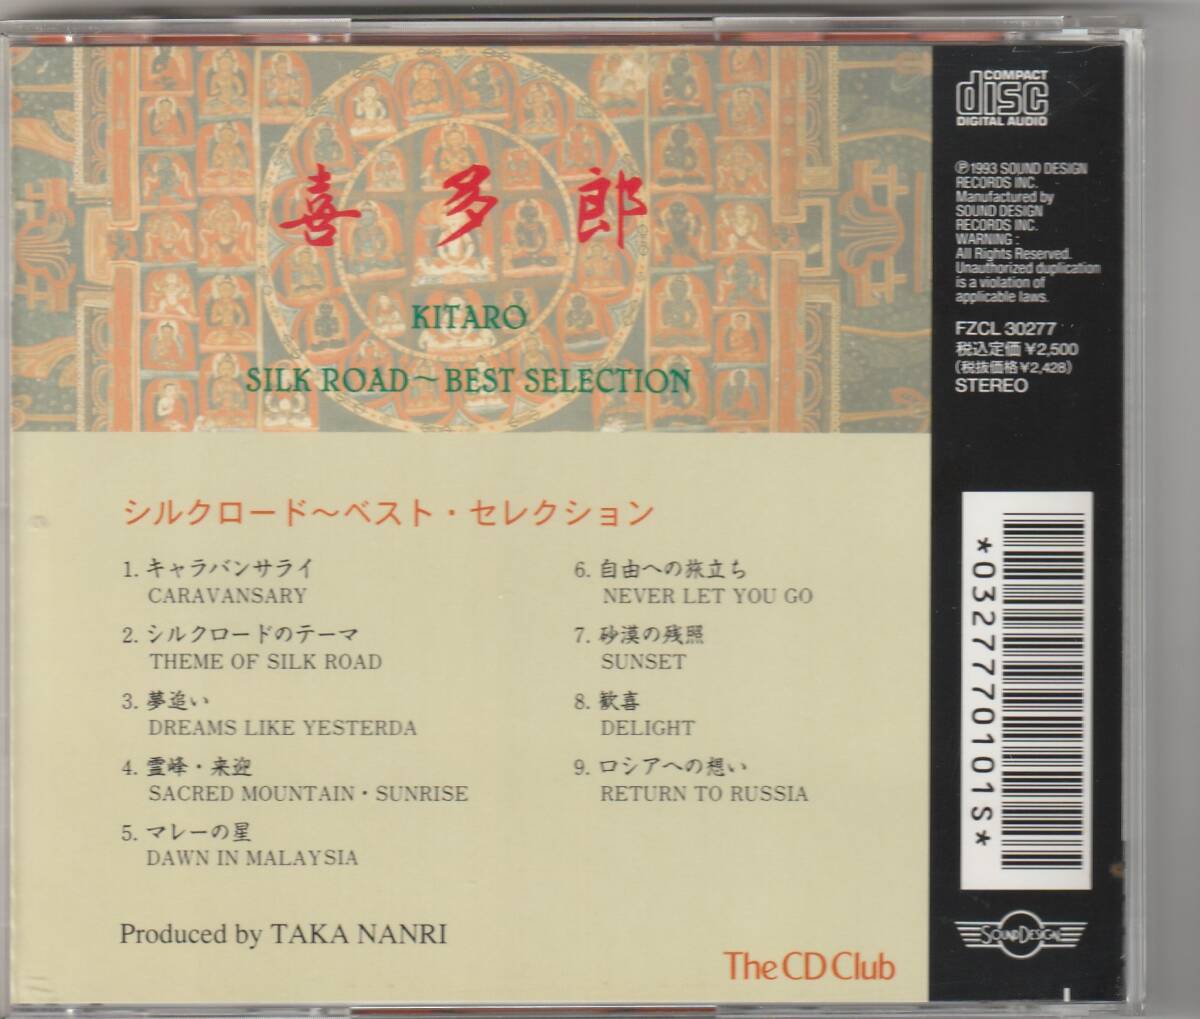 喜多郎
KITARO
SILK ROAD～BEST SELECTION
シルクロード～ベスト・セレクション
1. キャラバンサライ
CARAVANSARY
2. シルクロードのテーマ
THEME OF SILK ROAD
3. 夢追い
DREAMS LIKE YESTERDA
4. 霊峰・来迎
SACRED MOUNTAIN・SUNRISE
5. マレーの星
DAWN IN MALAYSIA
6. 自由への旅立ち
NEVER LET YOU GO
7. 砂漠の残照
SUNSET
8. 歓喜
DELIGHT
9. ロシアへの想い
RETURN TO RUSSIA
Produced by TAKA NANRI
The CD Club
COMPACT
disc
DIGITAL AUDIO
Ⓟ1993 SOUND DESIGN
RECORDS INC.
Manufactured by
SOUND DESIGN
RECORDS INC.
WARNING :
All Rights Reserved.
Unauthorized duplication
is a violation of
applicable laws.
FZCL 30277
税込定価¥2,500
(税抜価格¥2,428)
STEREO
*0327770101S*
SOUND DESIGN